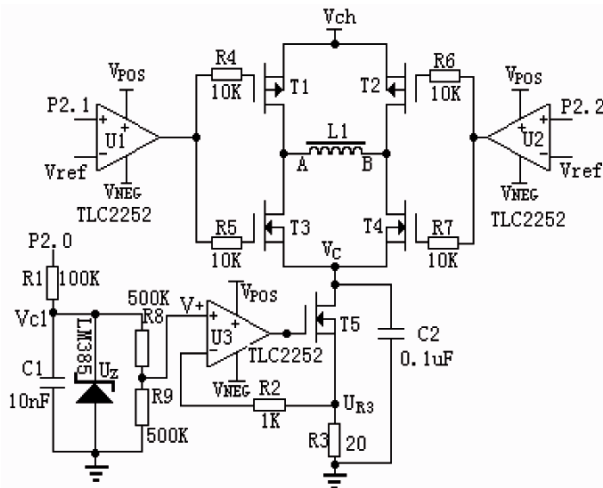 Vch
R4
10K
T1
T2
R6
10K
VPOS
VPOS
P2.1
+
+
U1
−
Vref
VNEG
TLC2252
P2.2
+
+
U2
−
Vref
VNEG
TLC2252
L1
A
B
R5
10K
T3
T4
R7
10K
VC
P2.0
R1
100K
Vc1
C1
10nF
LM385
UZ
500K
R8
R9
500K
V+
+
+
U3
−
VPOS
TLC2252
VNEG
T5
C2
0.1uF
R2
1K
UR3
R3
20